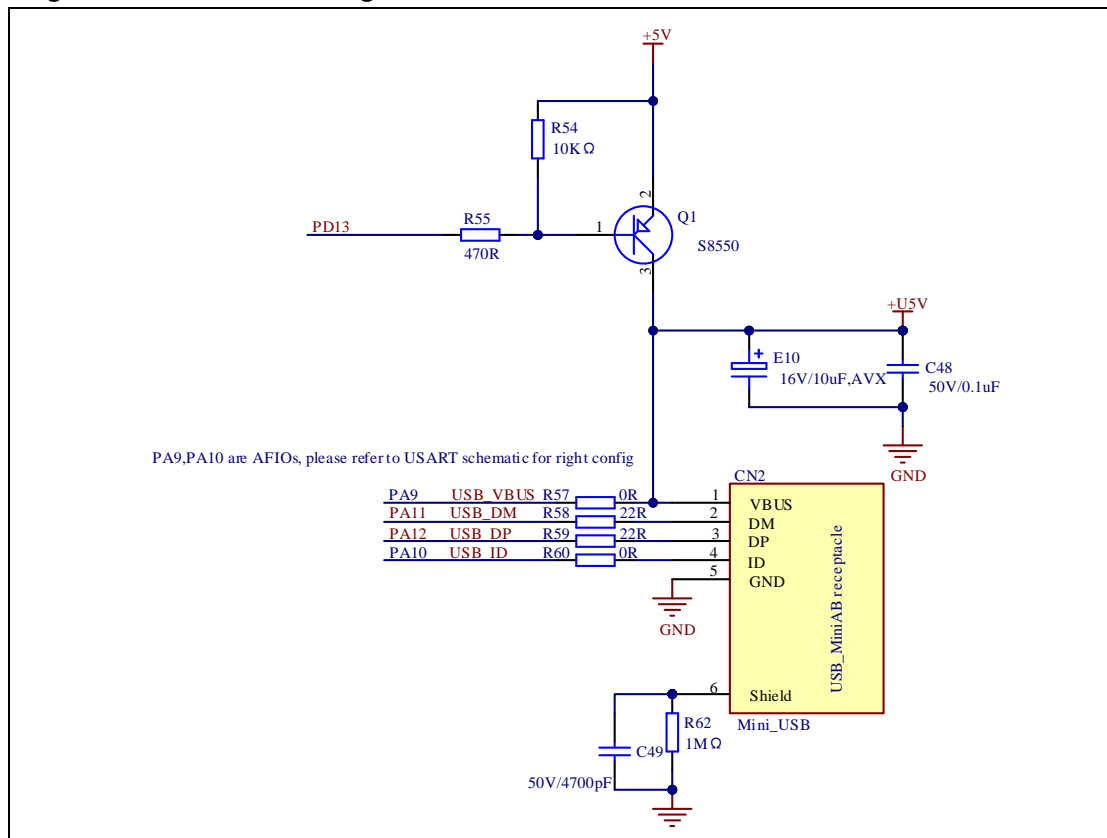 +5V
R54
10KΩ
2
Q1
PD13
R55
1
S8550
470R
3
+U5V
E10
C48
16V/10uF,AVX
50V/0.1uF
PA9,PA10 are AFIOs, please refer to USART schematic for right config
GND
CN2
PA9 USB_VBUS R57 0R 1 VBUS
PA11 USB_DM R58 22R 2 DM
PA12 USB_DP R59 22R 3 DP
PA10 USB_ID R60 0R 4 ID
5 GND
GND
USB_MiniAB receptacle
6 Shield
Mini_USB
R62
1MΩ
C49
50V/4700pF